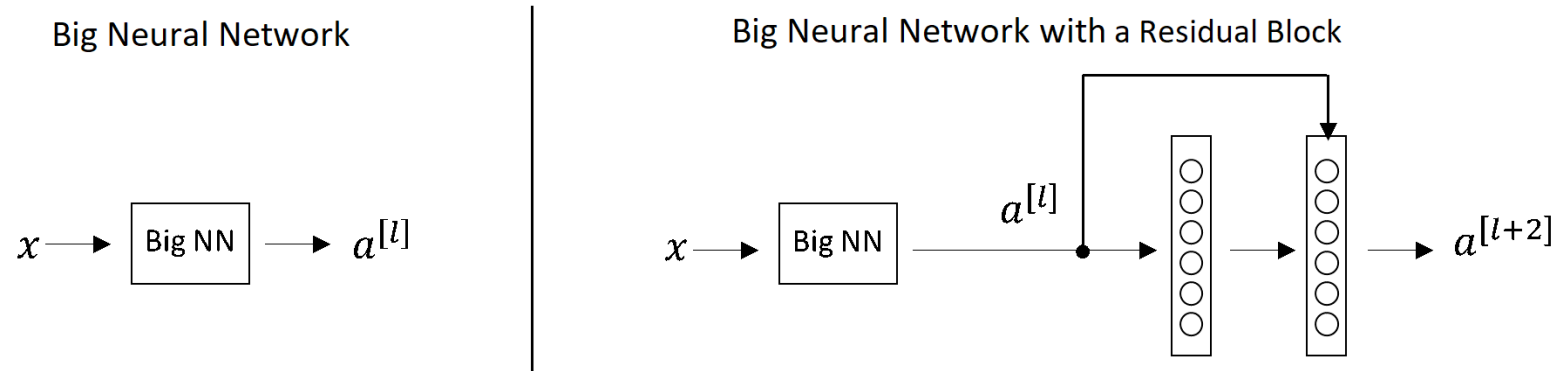 Big Neural Network
x
Big NN
a^[l]
Big Neural Network with a Residual Block
x
Big NN
a^[l]
a^[l+2]